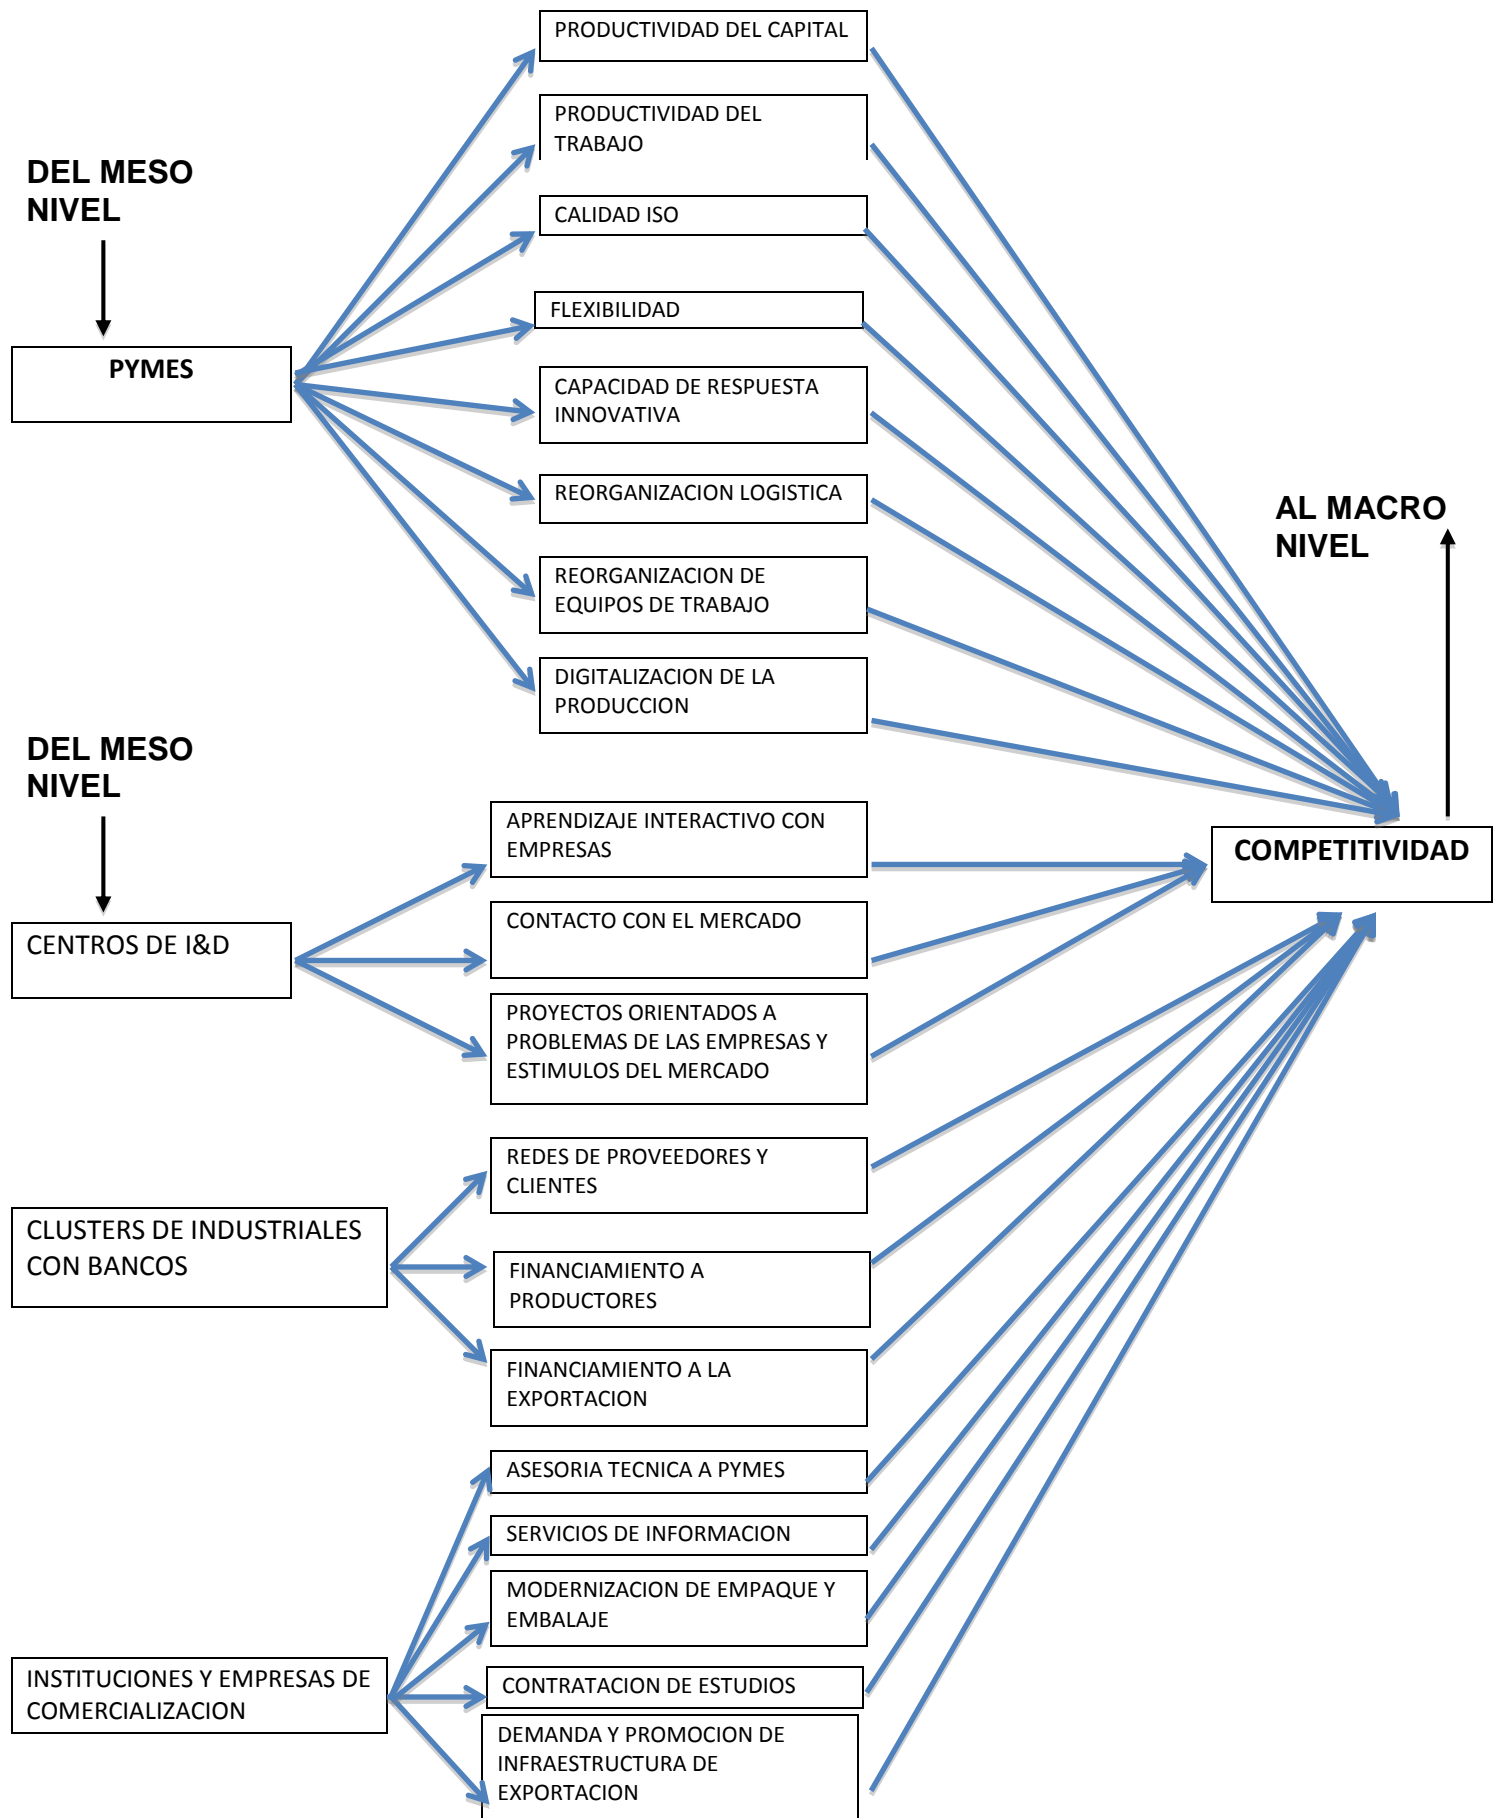 PRODUCTIVIDAD DEL CAPITAL
PRODUCTIVIDAD DEL
TRABAJO
DEL MESO
NIVEL
CALIDAD ISO
FLEXIBILIDAD
PYMES
CAPACIDAD DE RESPUESTA
INNOVATIVA
REORGANIZACION LOGISTICA
AL MACRO
NIVEL
REORGANIZACION DE
EQUIPOS DE TRABAJO
DIGITALIZACION DE LA
PRODUCCION
DEL MESO
NIVEL
APRENDIZAJE INTERACTIVO CON
EMPRESAS
COMPETITIVIDAD
CONTACTO CON EL MERCADO
CENTROS DE I&D
PROYECTOS ORIENTADOS A
PROBLEMAS DE LAS EMPRESAS Y
ESTIMULOS DEL MERCADO
REDES DE PROVEEDORES Y
CLIENTES
CLUSTERS DE INDUSTRIALES
CON BANCOS
FINANCIAMIENTO A
PRODUCTORES
FINANCIAMIENTO A LA
EXPORTACION
ASESORIA TECNICA A PYMES
SERVICIOS DE INFORMACION
MODERNIZACION DE EMPAQUE Y
EMBALAJE
INSTITUCIONES Y EMPRESAS DE
COMERCIALIZACION
CONTRATACION DE ESTUDIOS
DEMANDA Y PROMOCION DE
INFRAESTRUCTURA DE
EXPORTACION